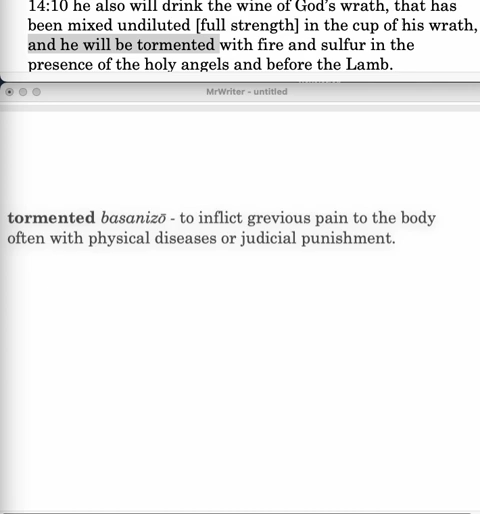 14:10 he also will drink the wine of God's wrath, that has
been mixed undiluted [full strength] in the cup of his wrath,
and he will be tormented with fire and sulfur in the
presence of the holy angels and before the Lamb.
MrWriter - untitled
tormented basanizō - to inflict grevious pain to the body
often with physical diseases or judicial punishment.